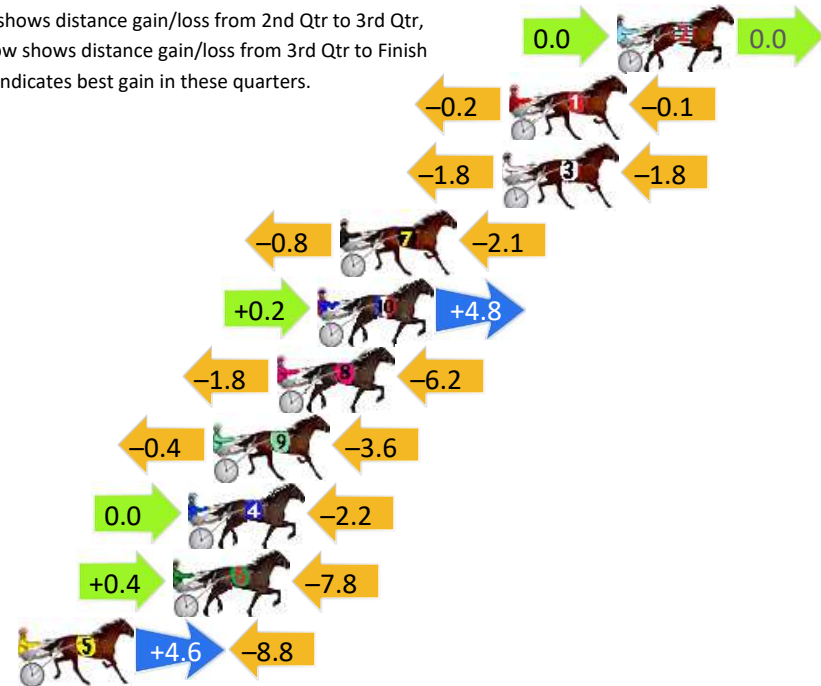 shows distance gain/loss from 2nd Qtr to 3rd Qtr,
ow shows distance gain/loss from 3rd Qtr to Finish
ndicates best gain in these quarters.
0.0 2 0.0
–0.2 1 –0.1
–1.8 3 –1.8
–0.8 7 –2.1
+0.2 10 +4.8
–1.8 8 –6.2
–0.4 9 –3.6
0.0 4 –2.2
+0.4 6 –7.8
5 +4.6 –8.8